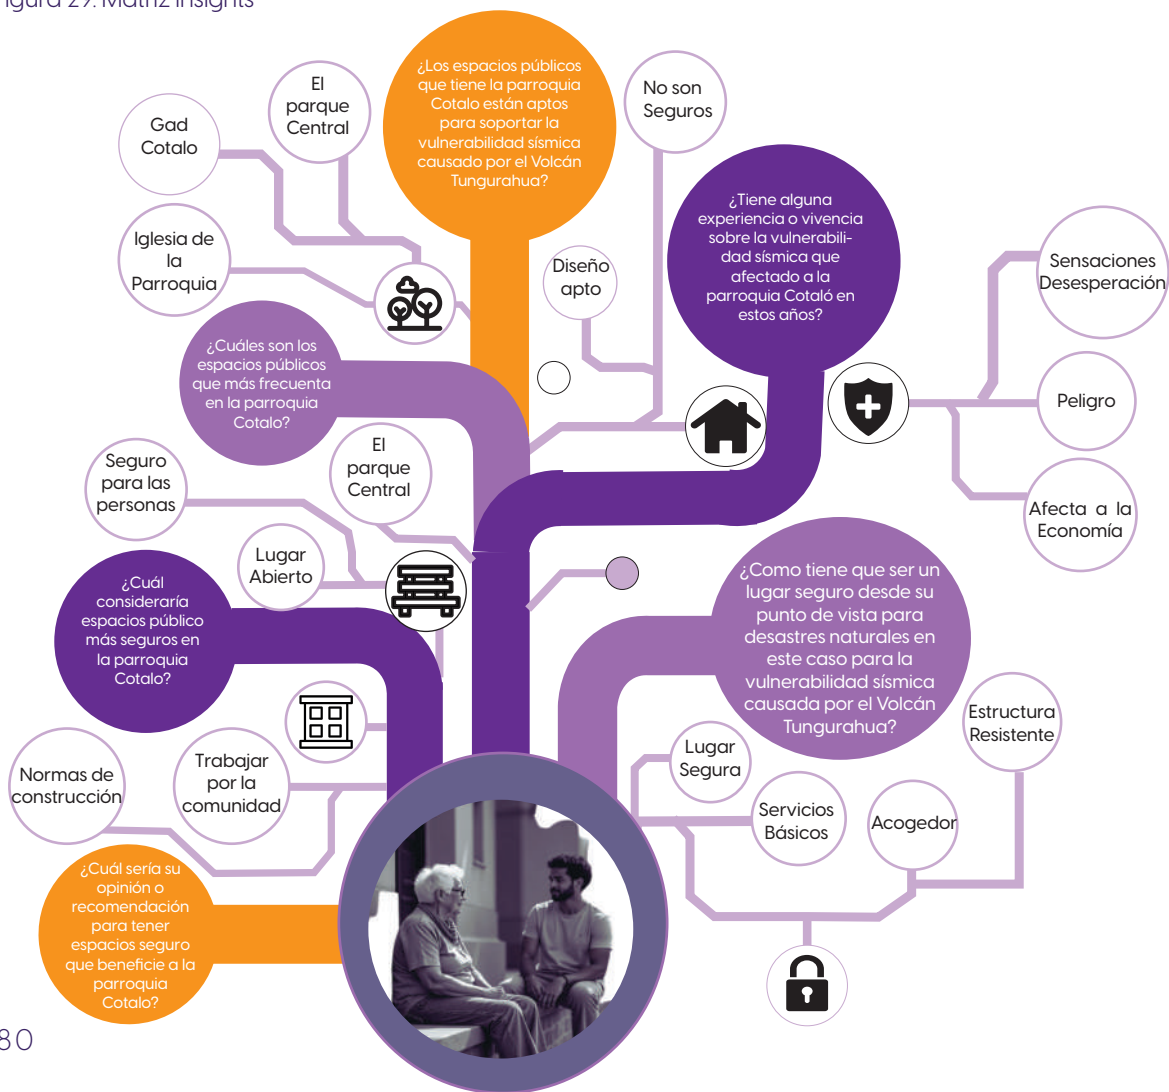 Figura 29. Matriz Insights
¿Los espacios públicos
que tiene la parroquia
Cotalo están aptos
para soportar la
vulnerabilidad sísmica
causado por el Volcán
Tungurahua?
El
parque
Central
Gad
Cotalo
Iglesia de
la
Parroquia
No son
Seguros
Diseño
apto
¿Tiene alguna
experiencia o vivencia
sobre la vulnerabili-
dad sísmica que
afectado a la
parroquia Cotaló en
estos años?
Sensaciones
Desesperación
Peligro
Afecta a la
Economía
¿Cuáles son los
espacios públicos
que más frecuenta
en la parroquia
Cotalo?
El
parque
Central
Seguro
para las
personas
Lugar
Abierto
¿Cuál
consideraría
espacios público
más seguros en
la parroquia
Cotalo?
¿Como tiene que ser un
lugar seguro desde su
punto de vista para
desastres naturales en
este caso para la
vulnerabilidad sísmica
causada por el Volcán
Tungurahua?
Estructura
Resistente
Lugar
Segura
Servicios
Básicos
Acogedor
Normas de
construcción
Trabajar
por la
comunidad
¿Cuál sería su
opinión o
recomendación
para tener
espacios seguro
que beneficie a la
parroquia
Cotalo?
80